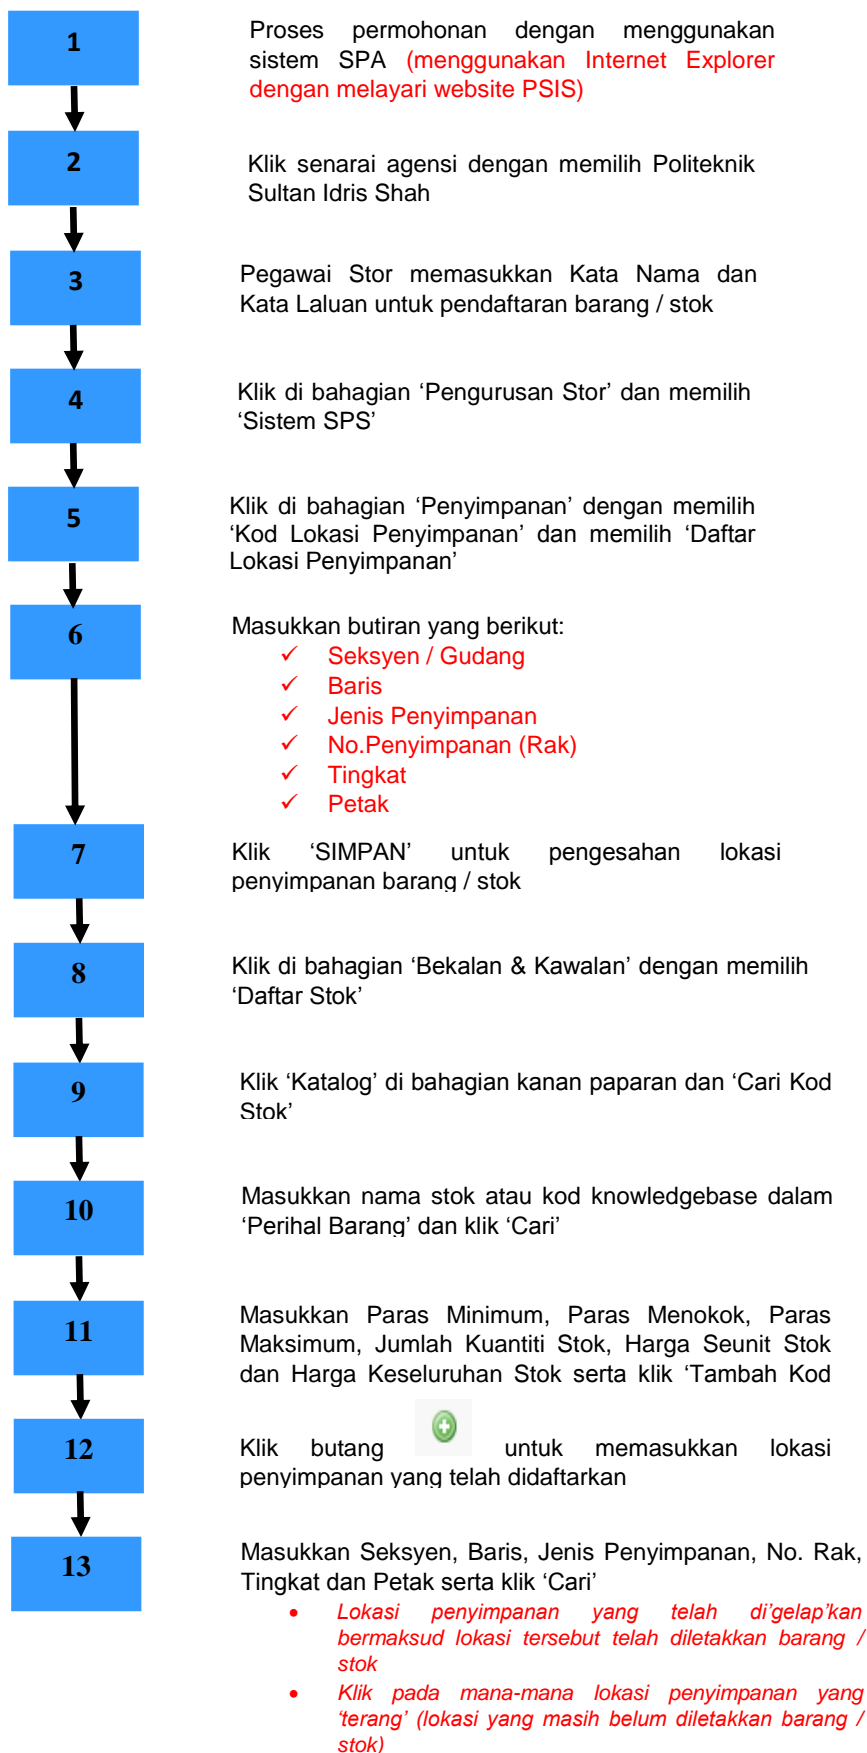 1
Proses permohonan dengan menggunakan
sistem SPA (menggunakan Internet Explorer
dengan melayari website PSIS)
2
Klik senarai agensi dengan memilih Politeknik
Sultan Idris Shah
3
Pegawai Stor memasukkan Kata Nama dan
Kata Laluan untuk pendaftaran barang / stok
4
Klik di bahagian ‘Pengurusan Stor’ dan memilih
‘Sistem SPS’
5
Klik di bahagian ‘Penyimpanan’ dengan memilih
‘Kod Lokasi Penyimpanan’ dan memilih ‘Daftar
Lokasi Penyimpanan’
6
Masukkan butiran yang berikut:
✓ Seksyen / Gudang
✓ Baris
✓ Jenis Penyimpanan
✓ No.Penyimpanan (Rak)
✓ Tingkat
✓ Petak
7
Klik ‘SIMPAN’ untuk pengesahan lokasi
penyimpanan barang / stok
8
Klik di bahagian ‘Bekalan & Kawalan’ dengan memilih
‘Daftar Stok’
9
Klik ‘Katalog’ di bahagian kanan paparan dan ‘Cari Kod
Stok’
10
Masukkan nama stok atau kod knowledgebase dalam
‘Perihal Barang’ dan klik ‘Cari’
11
Masukkan Paras Minimum, Paras Menokok, Paras
Maksimum, Jumlah Kuantiti Stok, Harga Seunit Stok
dan Harga Keseluruhan Stok serta klik ‘Tambah Kod
12
Klik butang untuk memasukkan lokasi
penyimpanan yang telah didaftarkan
13
Masukkan Seksyen, Baris, Jenis Penyimpanan, No. Rak,
Tingkat dan Petak serta klik ‘Cari’
• Lokasi penyimpanan yang telah di’gelap’kan
bermaksud lokasi tersebut telah diletakkan barang /
stok
• Klik pada mana-mana lokasi penyimpanan yang
‘terang’ (lokasi yang masih belum diletakkan barang /
stok)